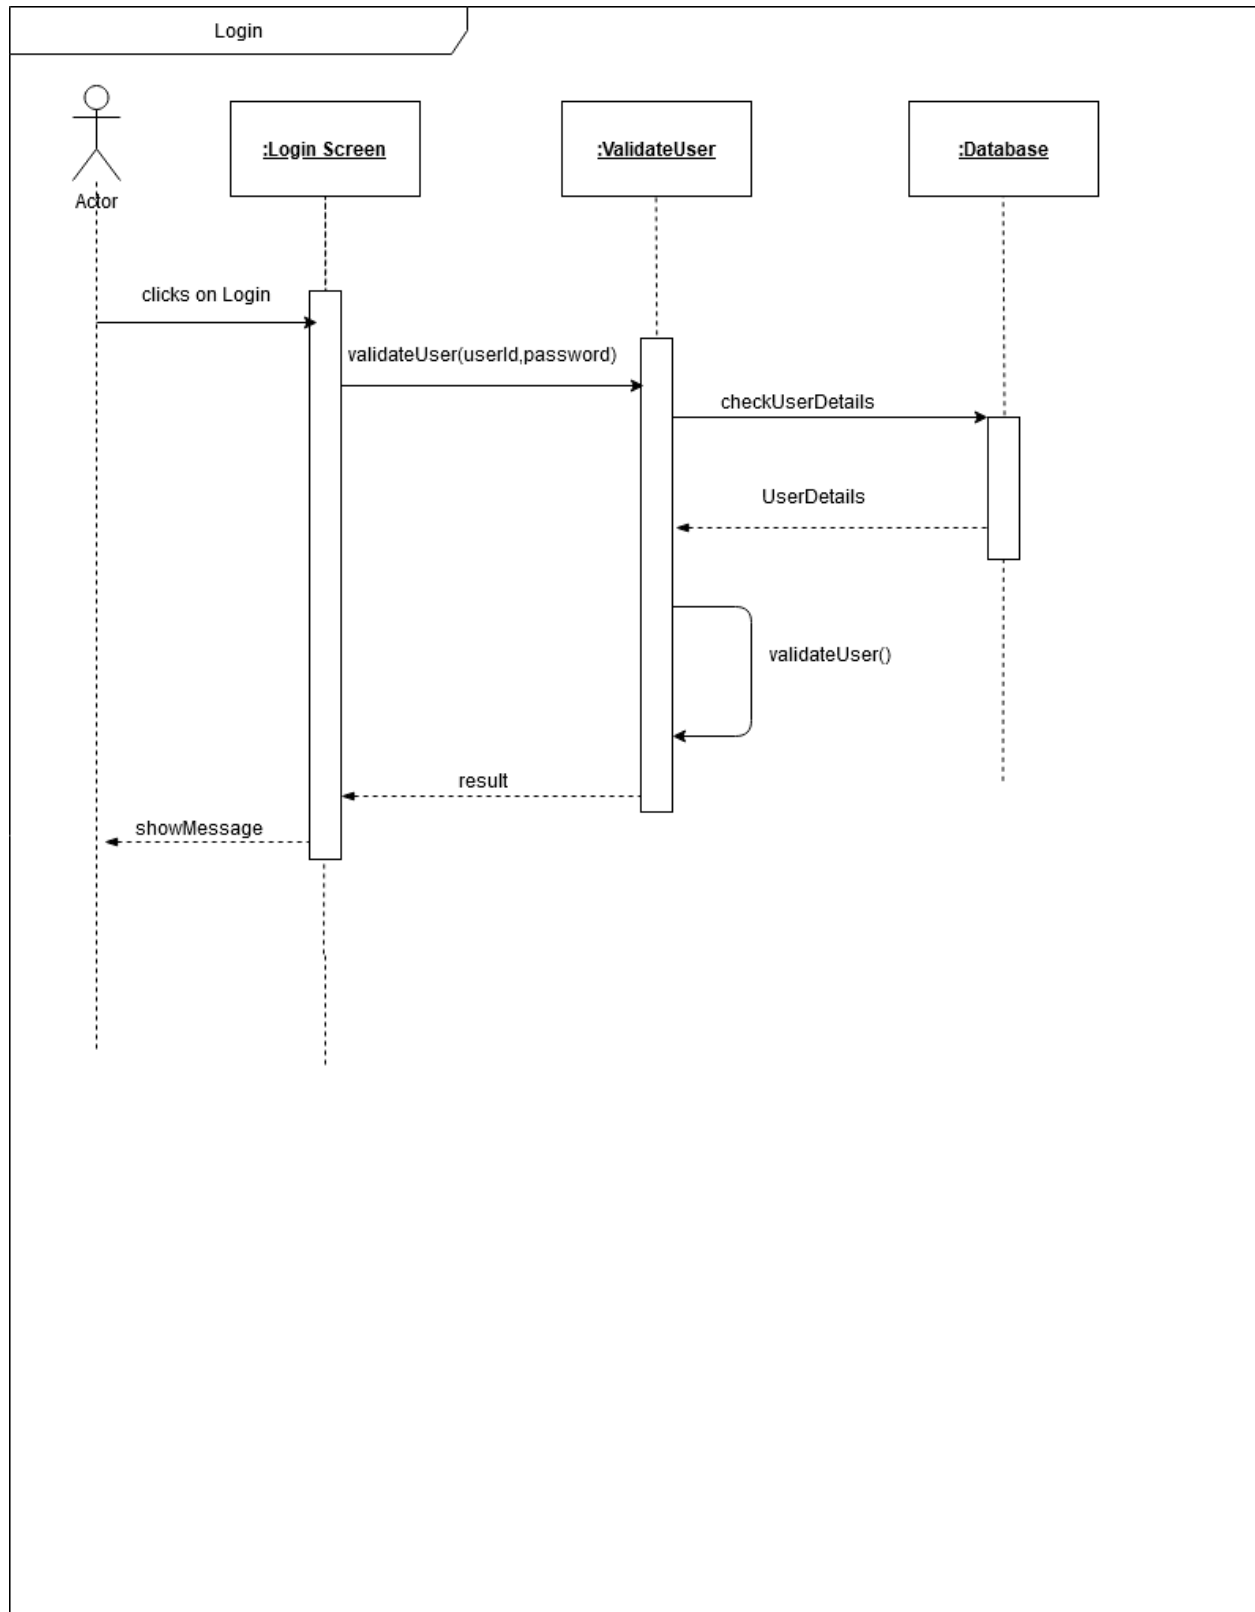 Login
Actor
:Login Screen
:ValidateUser
:Database
clicks on Login
validateUser(userId,password)
checkUserDetails
UserDetails
validateUser()
result
showMessage